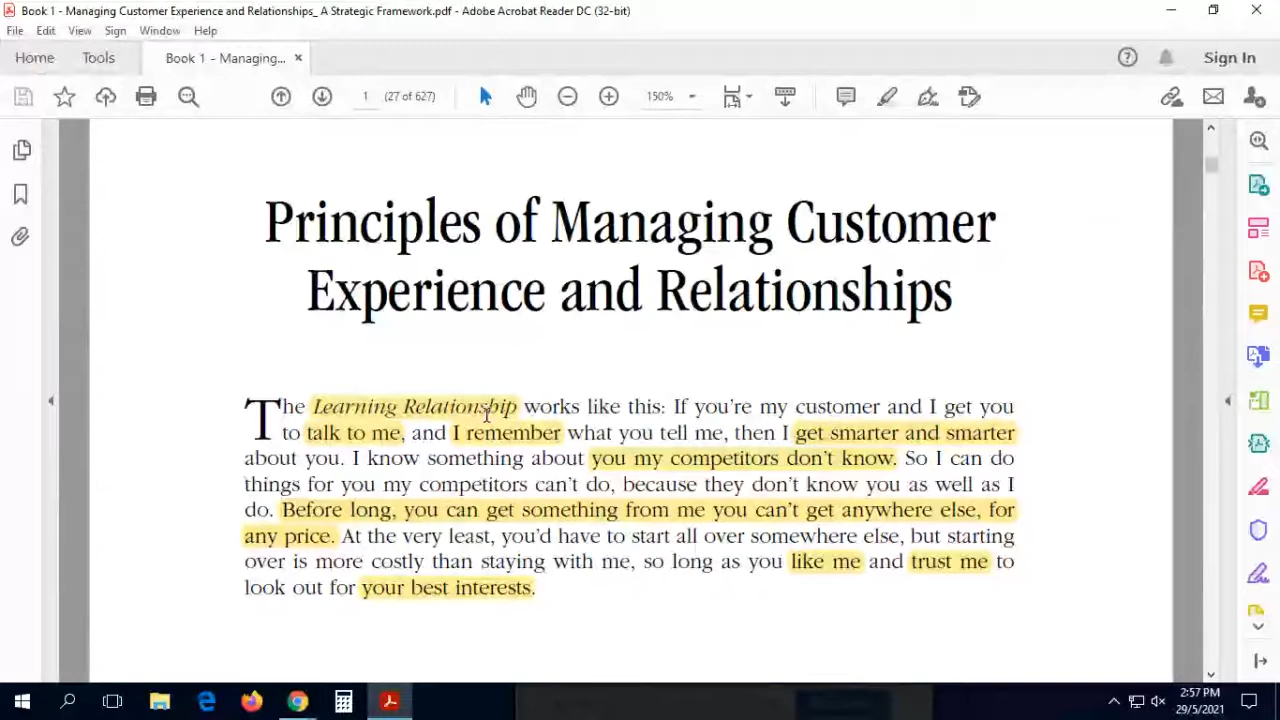 Book 1 - Managing Customer Experience and Relationships_ A Strategic Framework.pdf - Adobe Acrobat Reader DC (32-bit)
File Edit View Sign Window Help
Home Tools Book 1 - Managing... × Sign In
1 (27 of 627) 150%
Principles of Managing Customer
Experience and Relationships
The Learning Relationship works like this: If you're my customer and I get you
to talk to me, and I remember what you tell me, then I get smarter and smarter
about you. I know something about you my competitors don't know. So I can do
things for you my competitors can't do, because they don't know you as well as I
do. Before long, you can get something from me you can't get anywhere else, for
any price. At the very least, you'd have to start all over somewhere else, but starting
over is more costly than staying with me, so long as you like me and trust me to
look out for your best interests.
2:57 PM
29/5/2021